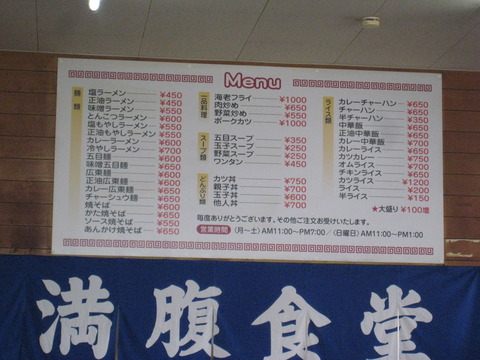 Menu
麺類
塩ラーメン ¥450
正油ラーメン ¥450
味噌ラーメン ¥550
とんこつラーメン ¥600
塩もやしラーメン ¥550
正油もやしラーメン ¥550
カレーラーメン ¥600
冷やしラーメン ¥700
五目麺 ¥600
味噌五目麺 ¥650
広東麺 ¥600
正油広東麺 ¥650
カレー広東麺 ¥650
チャーシュウ麺 ¥650
焼そば ¥600
かた焼そば ¥650
ソース焼そば ¥550
あんかけ焼そば ¥650
一品料理
海老フライ ¥1000
肉炒め ¥650
野菜炒め ¥550
ポークカツ ¥1000
スープ類
五目スープ ¥350
玉子スープ ¥250
野菜スープ ¥250
ワンタン ¥450
どんぶり類
カツ丼 ¥750
親子丼 ¥700
玉子丼 ¥600
他人丼 ¥700
ライス類
カレーチャーハン ¥650
チャーハン ¥550
半チャーハン ¥350
中華飯 ¥650
正油中華飯 ¥650
カレーライス ¥650
カツカレー ¥750
オムライス ¥700
チキンライス ¥650
カツライス ¥1200
ライス ¥200
半ライス ¥150
★大盛り ¥100増
毎度ありがとうございます。その他ご注文お受けいたします。
営業時間 (月〜土) AM11:00〜PM7:00/(日曜日) AM11:00〜PM1:00
満腹食堂